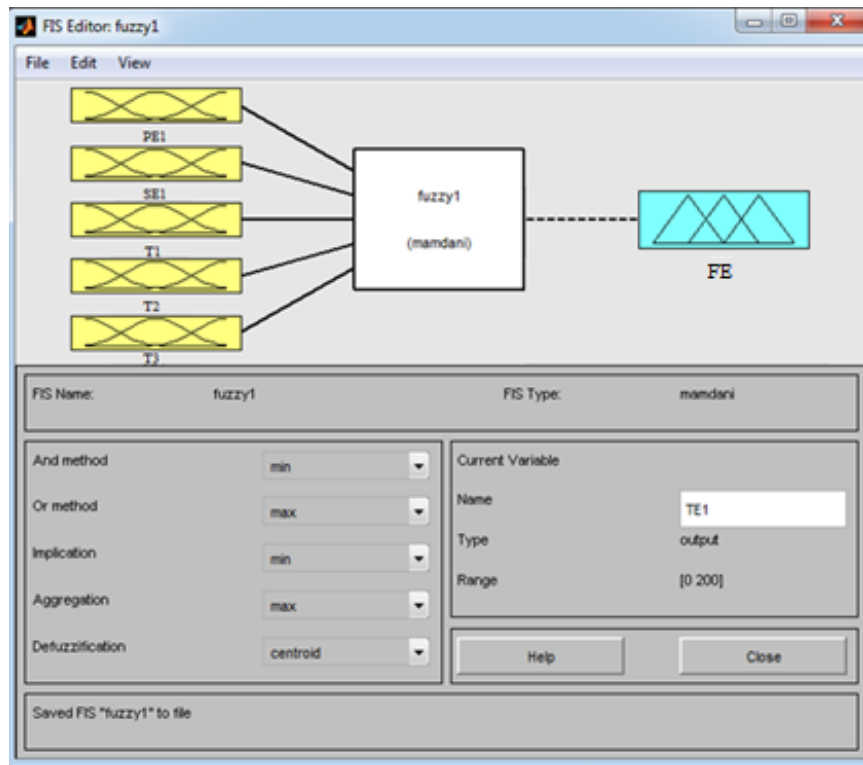 FIS Editor: fuzzy1
File Edit View
PE1
SE1
T1
T2
T3
fuzzy1
(mamdani)
FE
FIS Name: fuzzy1 FIS Type: mamdani
And method min
Or method max
Implication min
Aggregation max
Defuzzification centroid
Current Variable
Name TE1
Type output
Range [0 200]
Help Close
Saved FIS "fuzzy1" to file